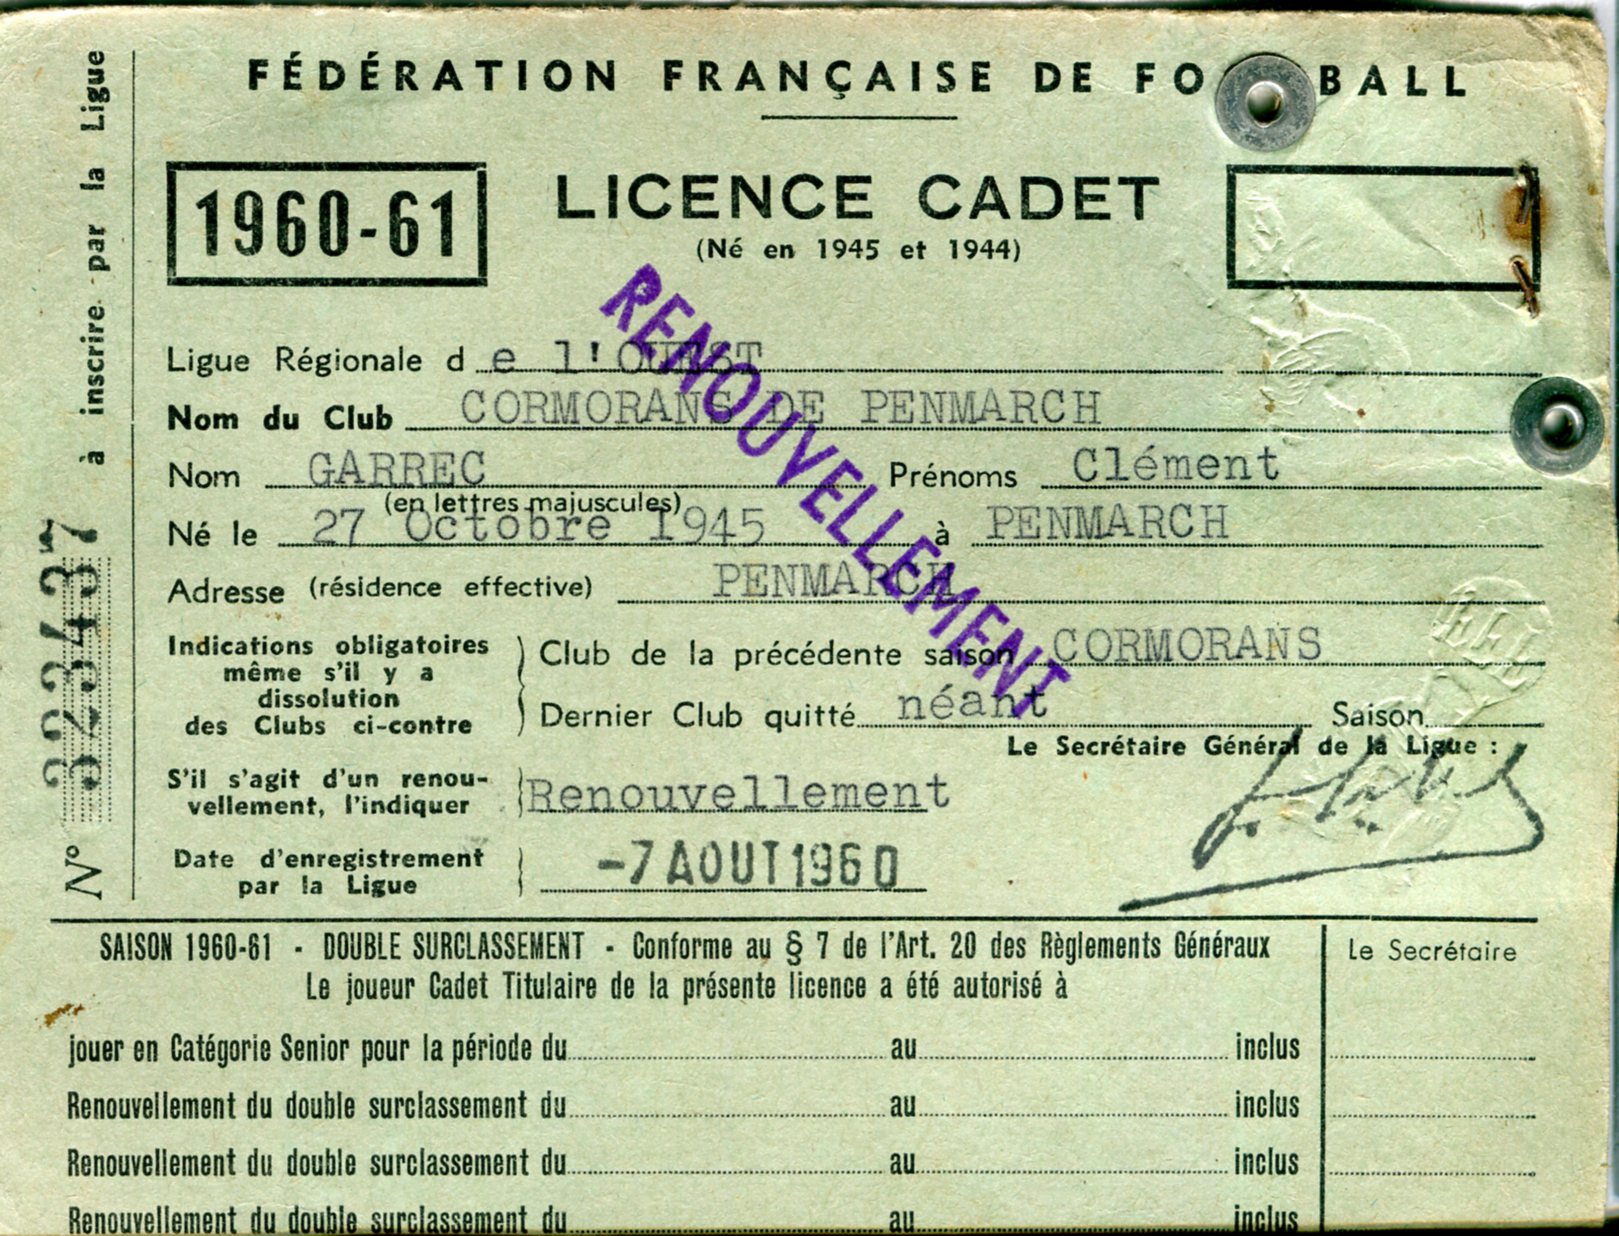 FÉDÉRATION FRANÇAISE DE FO BALL
1960-61
LICENCE CADET
(Né en 1945 et 1944)
RENOUVELLEMENT
Ligue Régionale d e l'OUEST
Nom du Club CORMORANS DE PENMARCH
Nom GARREC Prénoms Clément
(en lettres majuscules)
Né le 27 Octobre 1945 à PENMARCH
Adresse (résidence effective) PENMARCH
Indications obligatoires
même s'il y a
dissolution
des Clubs ci-contre
Club de la précédente saison CORMORANS
Dernier Club quitté néant Saison
Le Secrétaire Général de la Ligue :
S'il s'agit d'un renou-
vellement, l'indiquer
Renouvellement
Date d'enregistrement
par la Ligue
-7 AOUT 1960
N° 323437
à inscrire par la Ligue
SAISON 1960-61 - DOUBLE SURCLASSEMENT - Conforme au § 7 de l'Art. 20 des Règlements Généraux
Le joueur Cadet Titulaire de la présente licence a été autorisé à
Le Secrétaire
jouer en Catégorie Senior pour la période du au inclus
Renouvellement du double surclassement du au inclus
Renouvellement du double surclassement du au inclus
Renouvellement du double surclassement du au inclus